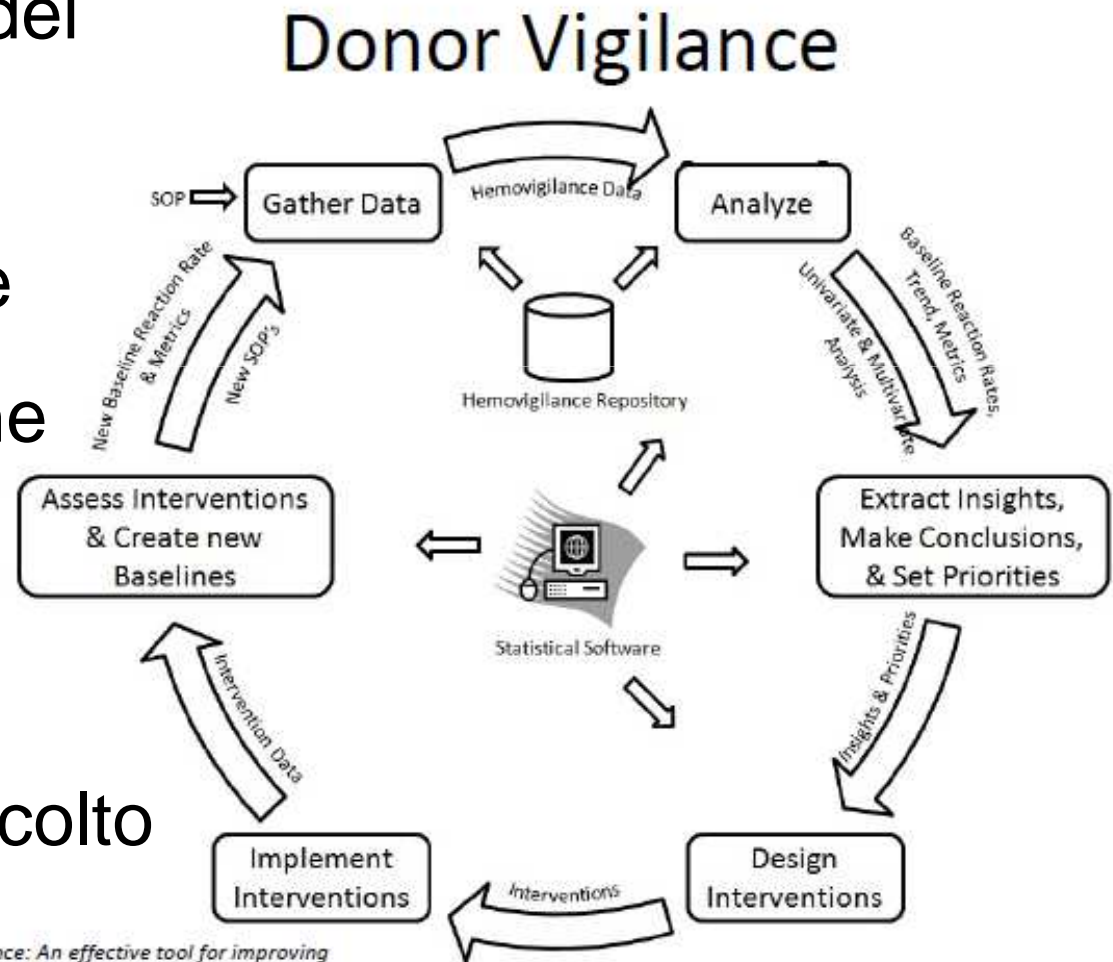 del
Donor Vigilance
SOP
Gather Data
Hemovigilance Data
Analyze
Baseline Reaction Rates,
Trend, Metrics
Univariate & Multivariate
Analysis
e
ne
New Baseline Reaction Rate
& Metrics
New SOP's
Hemovigilance Repository
Assess Interventions
& Create new
Baselines
Extract Insights,
Make Conclusions,
& Set Priorities
Statistical Software
Intervention Data
Insights & Priorities
colto
Implement
Interventions
Interventions
Design
Interventions
nce: An effective tool for improving